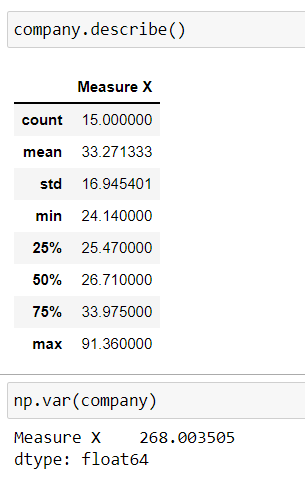 company.describe()
Measure X
count 15.000000
mean 33.271333
std 16.945401
min 24.140000
25% 25.470000
50% 26.710000
75% 33.975000
max 91.360000
np.var(company)
Measure X    268.003505
dtype: float64